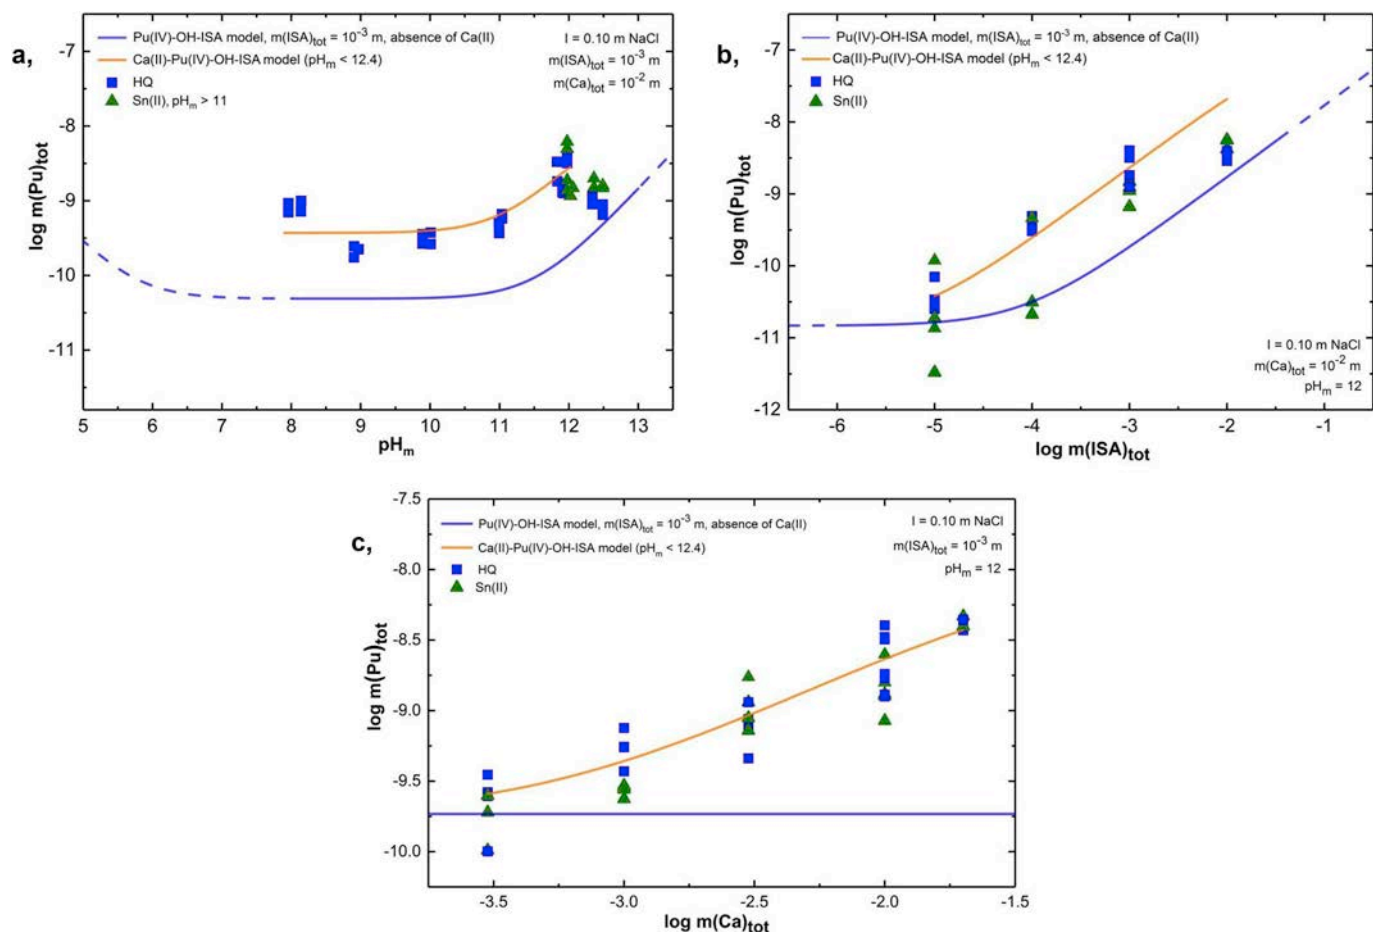 a,
Pu(IV)-OH-ISA model, m(ISA)tot = 10-3 m, absence of Ca(II)
Ca(II)-Pu(IV)-OH-ISA model (pHm < 12.4)
HQ
Sn(II), pHm > 11
I = 0.10 m NaCl
m(ISA)tot = 10-3 m
m(Ca)tot = 10-2 m
log m(Pu)tot
-7
-8
-9
-10
-11
5 6 7 8 9 10 11 12 13
pHm
b,
Pu(IV)-OH-ISA model, m(ISA)tot = 10-3 m, absence of Ca(II)
Ca(II)-Pu(IV)-OH-ISA model (pHm < 12.4)
HQ
Sn(II)
I = 0.10 m NaCl
m(Ca)tot = 10-2 m
pHm = 12
log m(Pu)tot
-7
-8
-9
-10
-11
-12
-6 -5 -4 -3 -2 -1
log m(ISA)tot
c,
Pu(IV)-OH-ISA model, m(ISA)tot = 10-3 m, absence of Ca(II)
Ca(II)-Pu(IV)-OH-ISA model (pHm < 12.4)
HQ
Sn(II)
I = 0.10 m NaCl
m(ISA)tot = 10-3 m
pHm = 12
log m(Pu)tot
-7.5
-8.0
-8.5
-9.0
-9.5
-10.0
-3.5 -3.0 -2.5 -2.0 -1.5
log m(Ca)tot